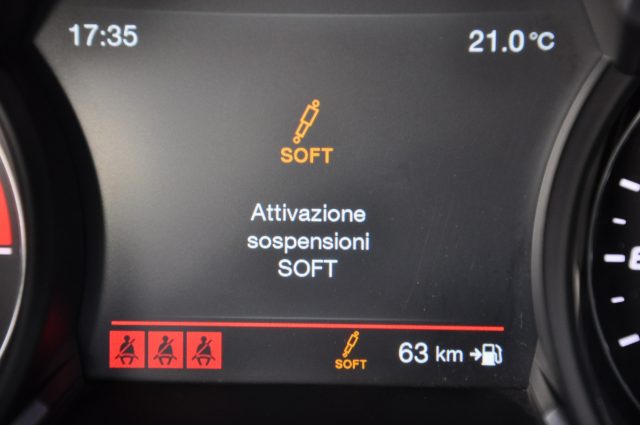 17:35
21.0 °C
SOFT
Attivazione
sospensioni
SOFT
SOFT
63 km